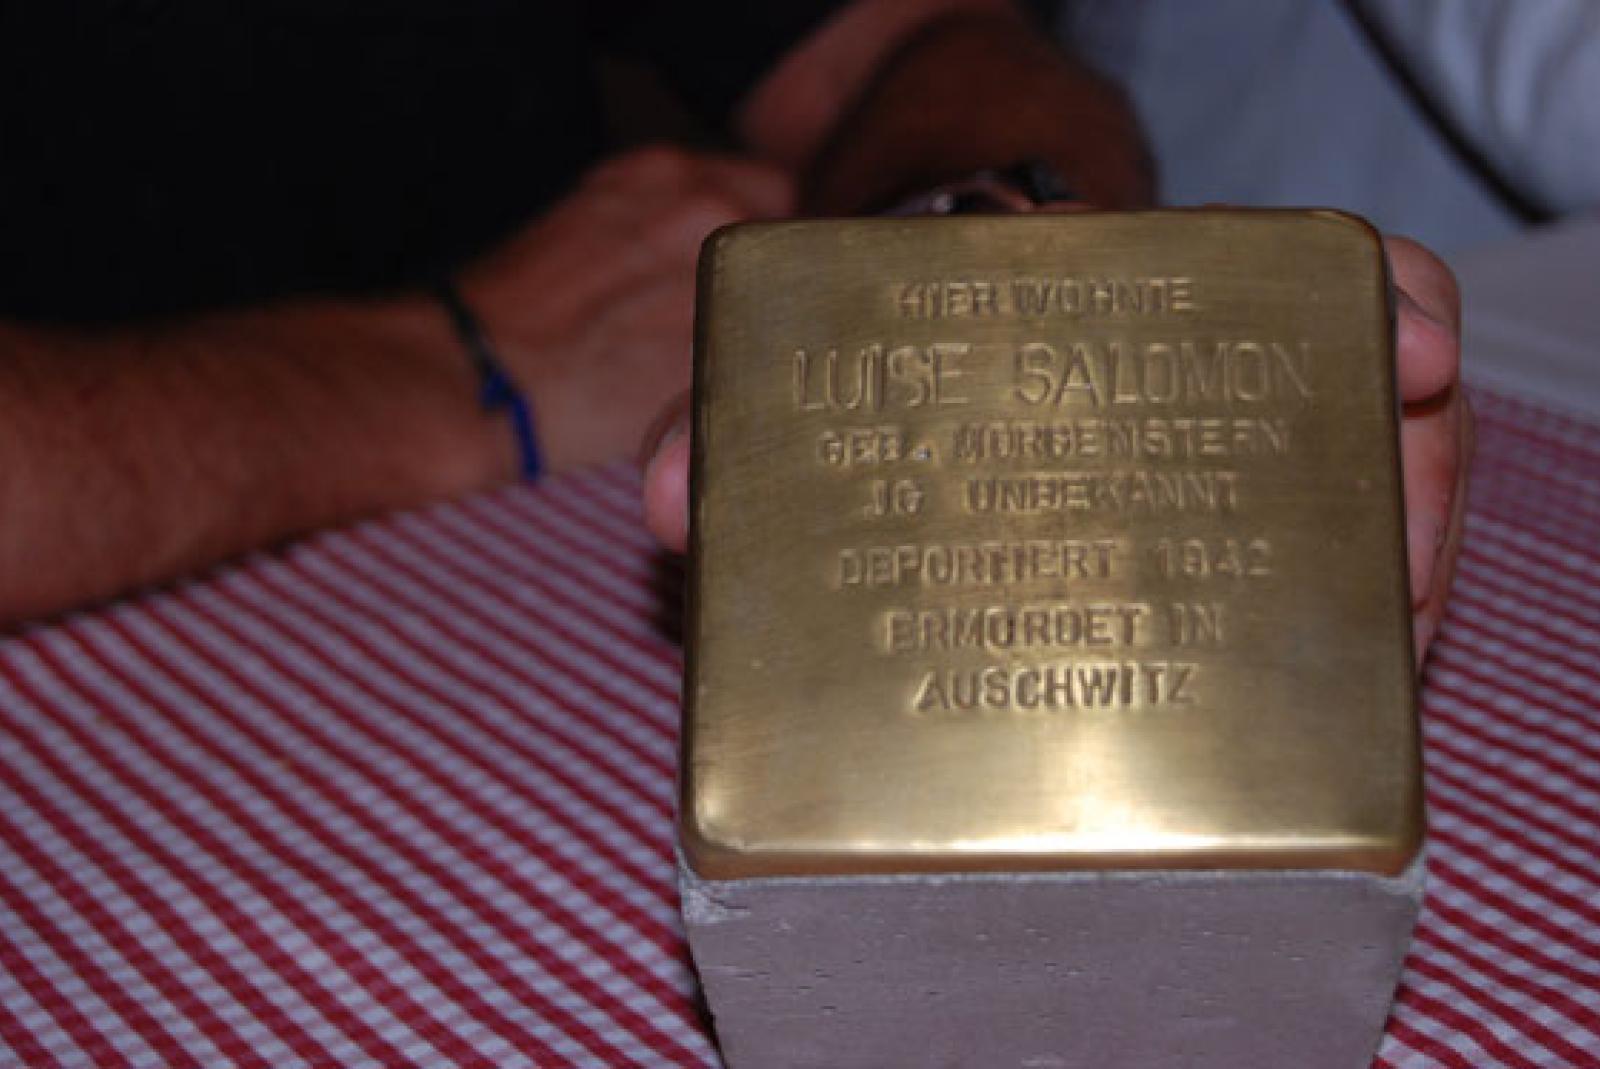 HIER WOHNTE
LUISE SALOMON
GEB. MORGENSTERN
JG UNBEKANNT
DEPORTIERT 1942
ERMORDET IN
AUSCHWITZ